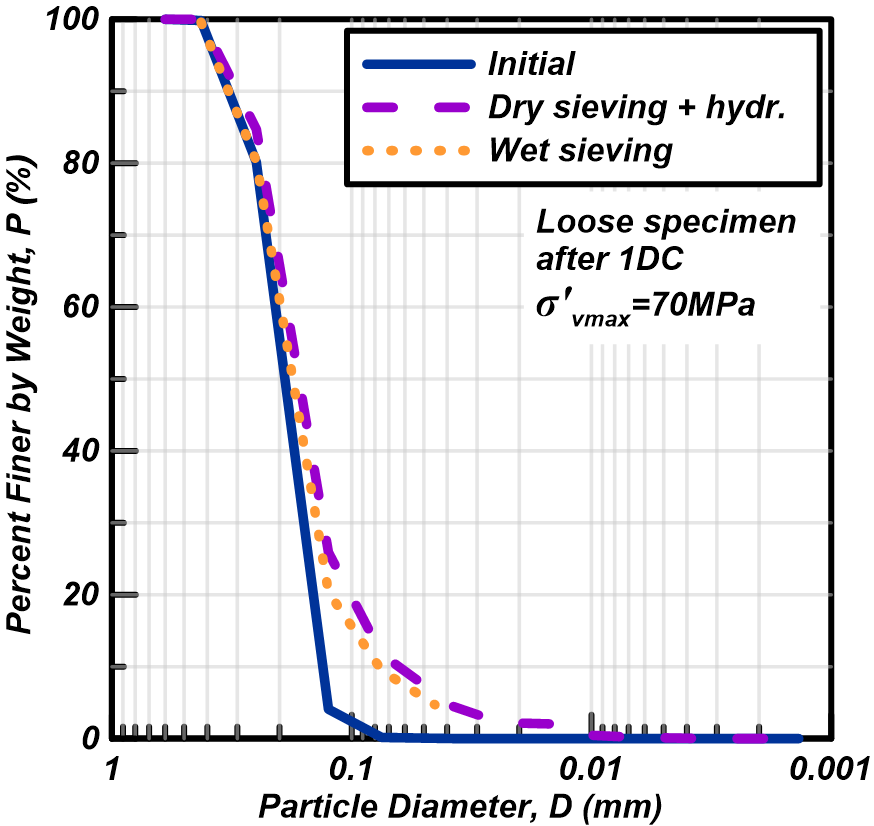 100
80
60
40
20
0
Percent Finer by Weight, P (%)
Initial
Dry sieving + hydr.
Wet sieving
Loose specimen
after 1DC
σ'vmax=70MPa
1
0.1
0.01
0.001
Particle Diameter, D (mm)